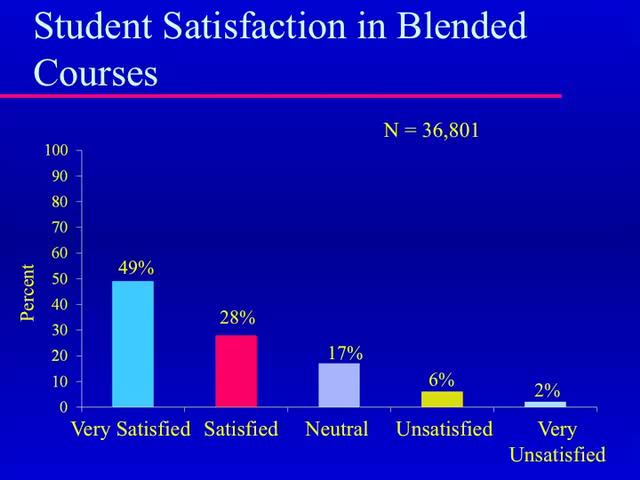 Student Satisfaction in Blended
Courses
N = 36,801
Percent
100
90
80
70
60
50
40
30
20
10
0
49%
28%
17%
6%
2%
Very Satisfied
Satisfied
Neutral
Unsatisfied
Very
Unsatisfied